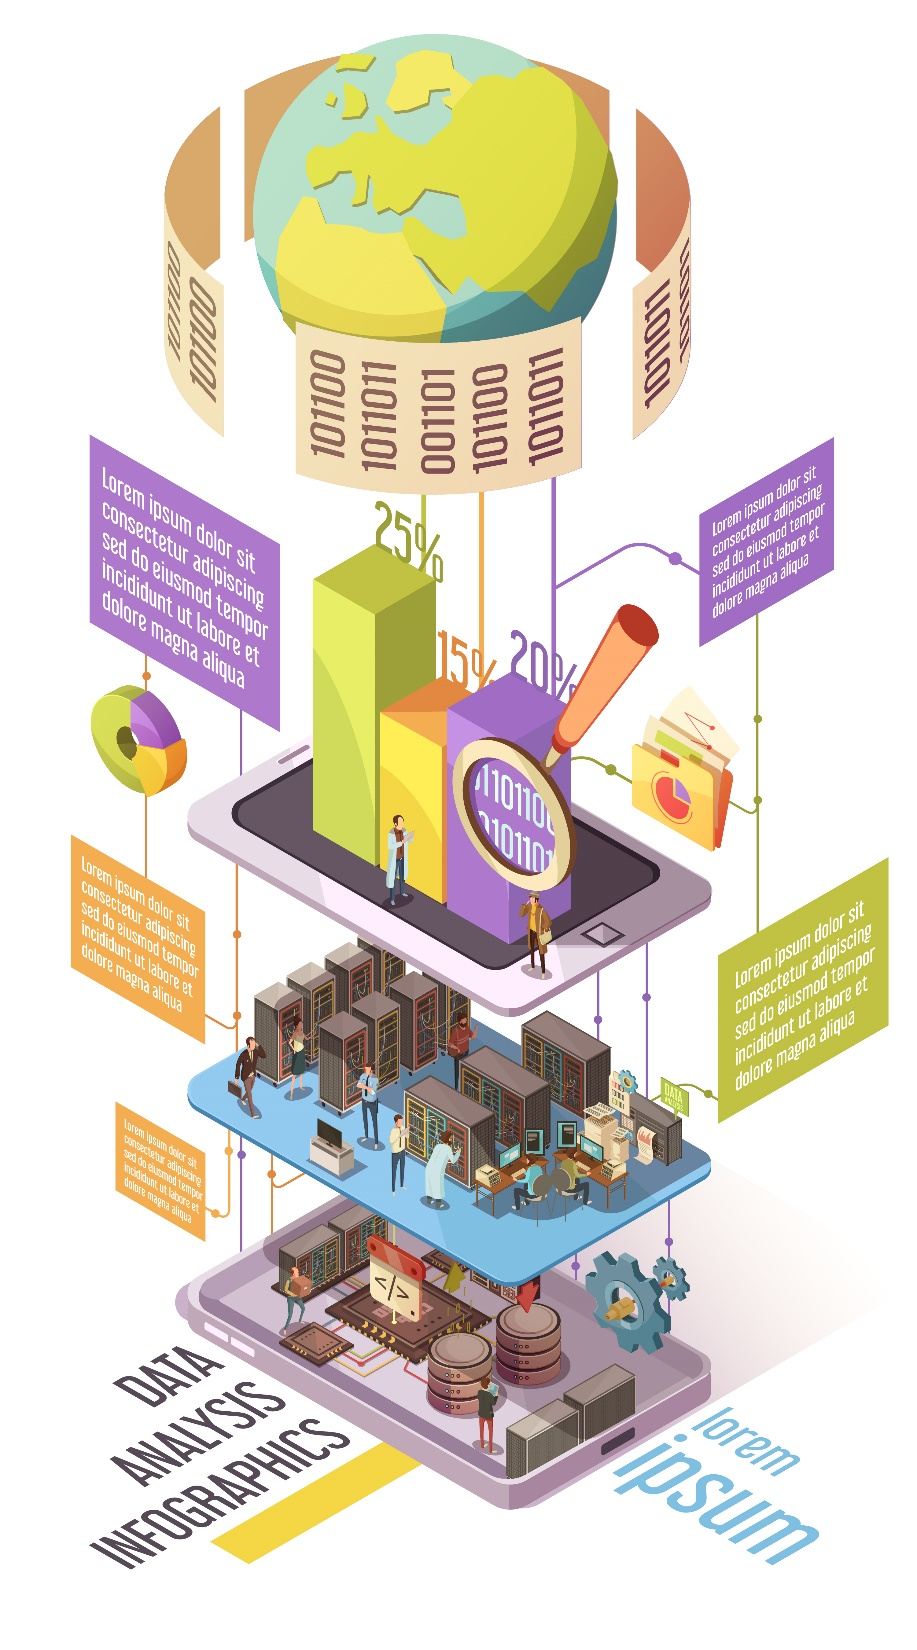 101100
10100
101100
101011
001101
101100
101011
101011
Lorem ipsum dolor sit
consectetur adipiscing
sed do eiusmod tempor
incididunt ut labore et
dolore magna aliqua
Lorem ipsum dolor sit
consectetur adipiscing
sed do eiusmod tempor
incididunt ut labore et
dolore magna aliqua
25%
15%
20%
Lorem ipsum dolor sit
consectetur adipiscing
sed do eiusmod tempor
incididunt ut labore et
dolore magna aliqua
Lorem ipsum dolor sit
consectetur adipiscing
sed do eiusmod tempor
incididunt ut labore et
dolore magna aliqua
DATA
Lorem ipsum dolor sit
consectetur adipiscing
sed do eiusmod tempor
incididunt ut labore et
dolore magna aliqua
</>
DATA
ANALYSIS
INFOGRAPHICS
lorem
ipsum